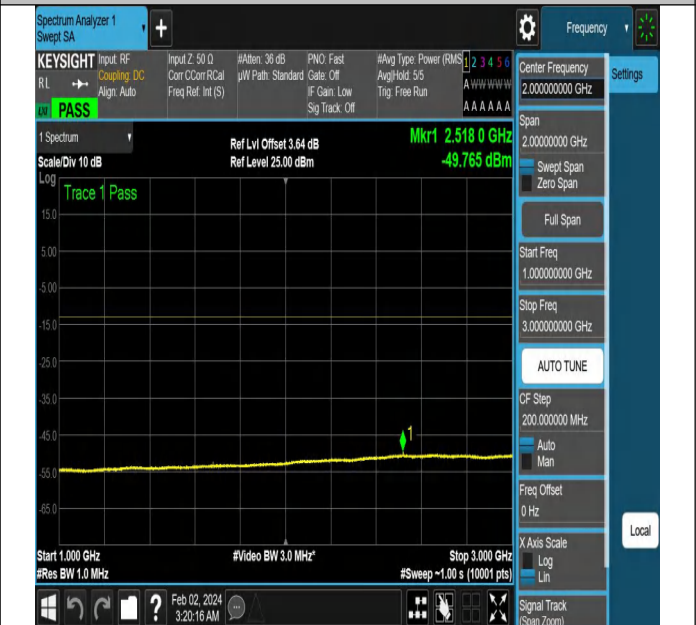 Spectrum Analyzer 1
Swept SA
+
Frequency
KEYSIGHT
RL
Input: RF
Coupling: DC
Align: Auto
Input Z: 50 Ω
Corr CCorr RCal
Freq Ref: Int (S)
#Atten: 36 dB
µW Path: Standard
PNO: Fast
Gate: Off
IF Gain: Low
Sig Track: Off
#Avg Type: Power (RMS
Avg|Hold: 5/5
Trig: Free Run
1 2 3 4 5 6
A W W W W W
A A A A A A
PASS
1 Spectrum
Scale/Div 10 dB
Log
Ref Lvl Offset 3.64 dB
Ref Level 25.00 dBm
Mkr1 2.518 0 GHz
-49.765 dBm
Trace 1 Pass
15.0
5.00
-5.00
-15.0
-25.0
-35.0
-45.0
-55.0
-65.0
1
Start 1.000 GHz
#Res BW 1.0 MHz
#Video BW 3.0 MHz*
Stop 3.000 GHz
#Sweep ~1.00 s (10001 pts)
Center Frequency
2.000000000 GHz
Settings
Span
2.00000000 GHz
Swept Span
Zero Span
Full Span
Start Freq
1.000000000 GHz
Stop Freq
3.000000000 GHz
AUTO TUNE
CF Step
200.000000 MHz
Auto
Man
Freq Offset
0 Hz
X Axis Scale
Log
Lin
Local
Signal Track
(Span Zoom)
?
Feb 02, 2024
3:20:16 AM